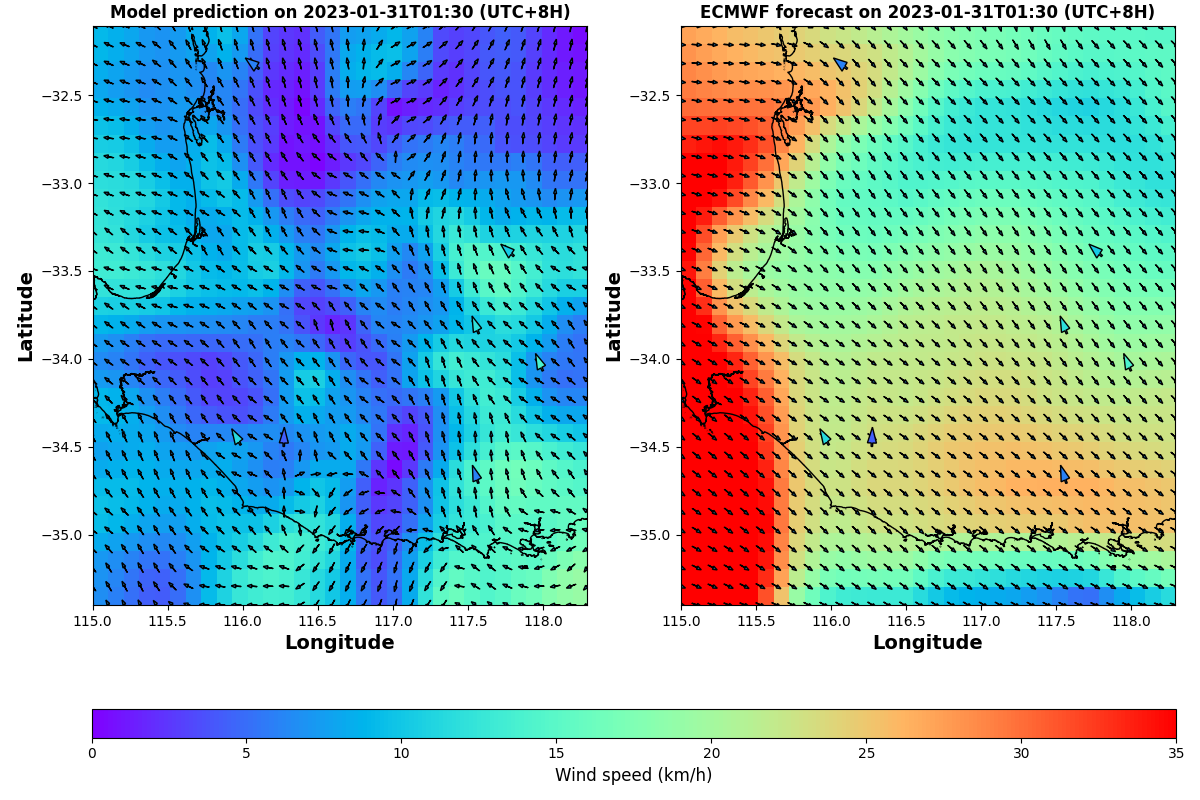 Model prediction on 2023-01-31T01:30 (UTC+8H)
ECMWF forecast on 2023-01-31T01:30 (UTC+8H)
Latitude
−32.5
−33.0
−33.5
−34.0
−34.5
−35.0
115.0 115.5 116.0 116.5 117.0 117.5 118.0
Longitude
Latitude
−32.5
−33.0
−33.5
−34.0
−34.5
−35.0
115.0 115.5 116.0 116.5 117.0 117.5 118.0
Longitude
0 5 10 15 20 25 30 35
Wind speed (km/h)